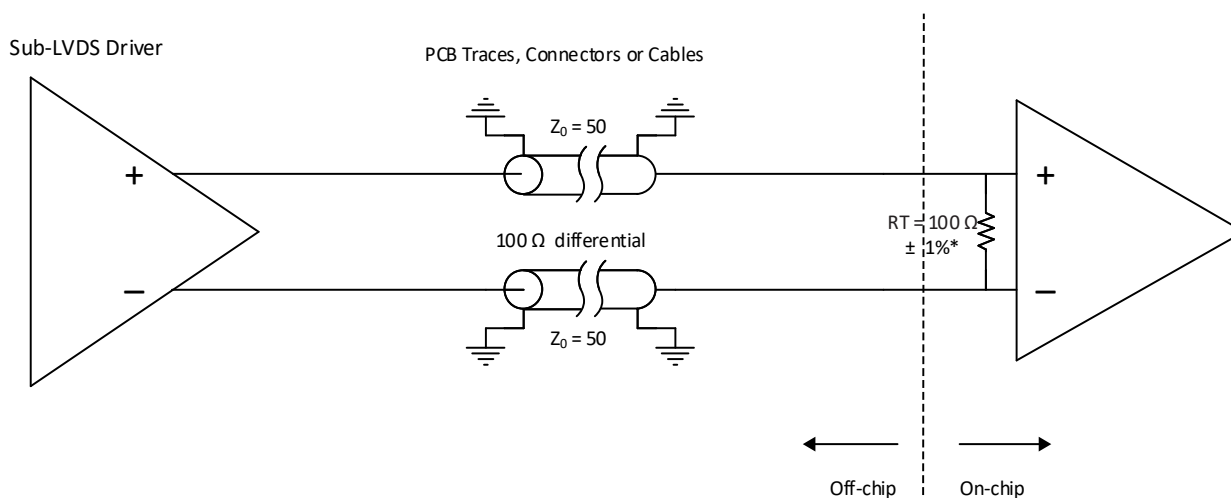 Sub-LVDS Driver
PCB Traces, Connectors or Cables
Z₀ = 50
+
+
RT = 100 Ω
± 1%*
100 Ω differential
−
−
Z₀ = 50
Off-chip
On-chip